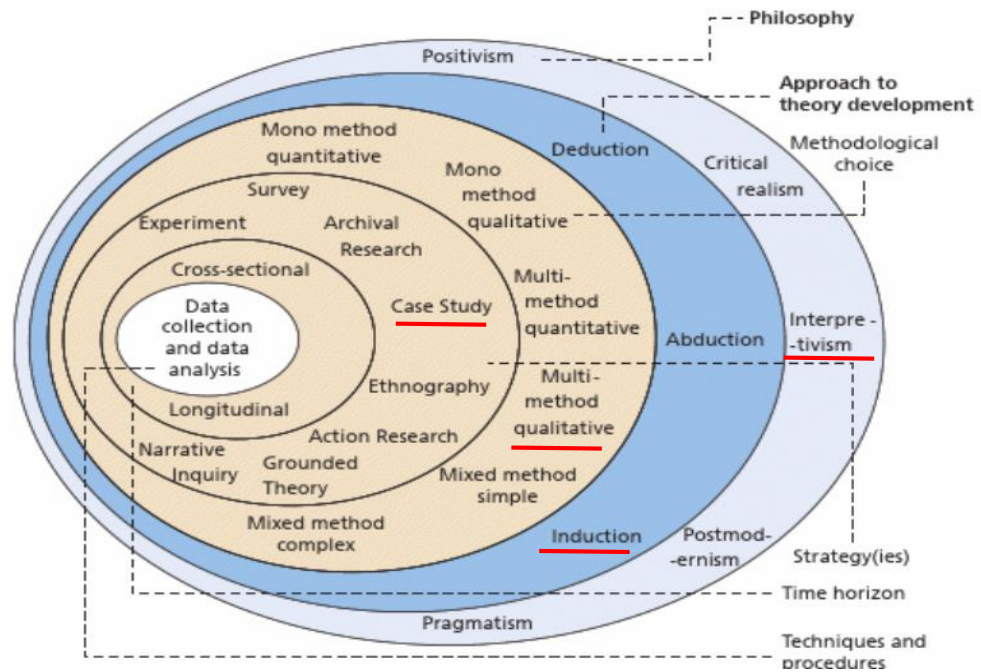 Philosophy
Positivism
Approach to
theory development
Mono method
quantitative
Deduction
Methodological
choice
Critical
realism
Mono
method
qualitative
Survey
Experiment
Archival
Research
Cross-sectional
Multi-
method
quantitative
Data
collection
and data
analysis
Case Study
Interpre -
-tivism
Abduction
Ethnography
Multi-
method
qualitative
Longitudinal
Action Research
Narrative
Inquiry
Grounded
Theory
Mixed method
simple
Mixed method
complex
Induction
Postmod-
-ernism
Strategy(ies)
Time horizon
Pragmatism
Techniques and
procedures